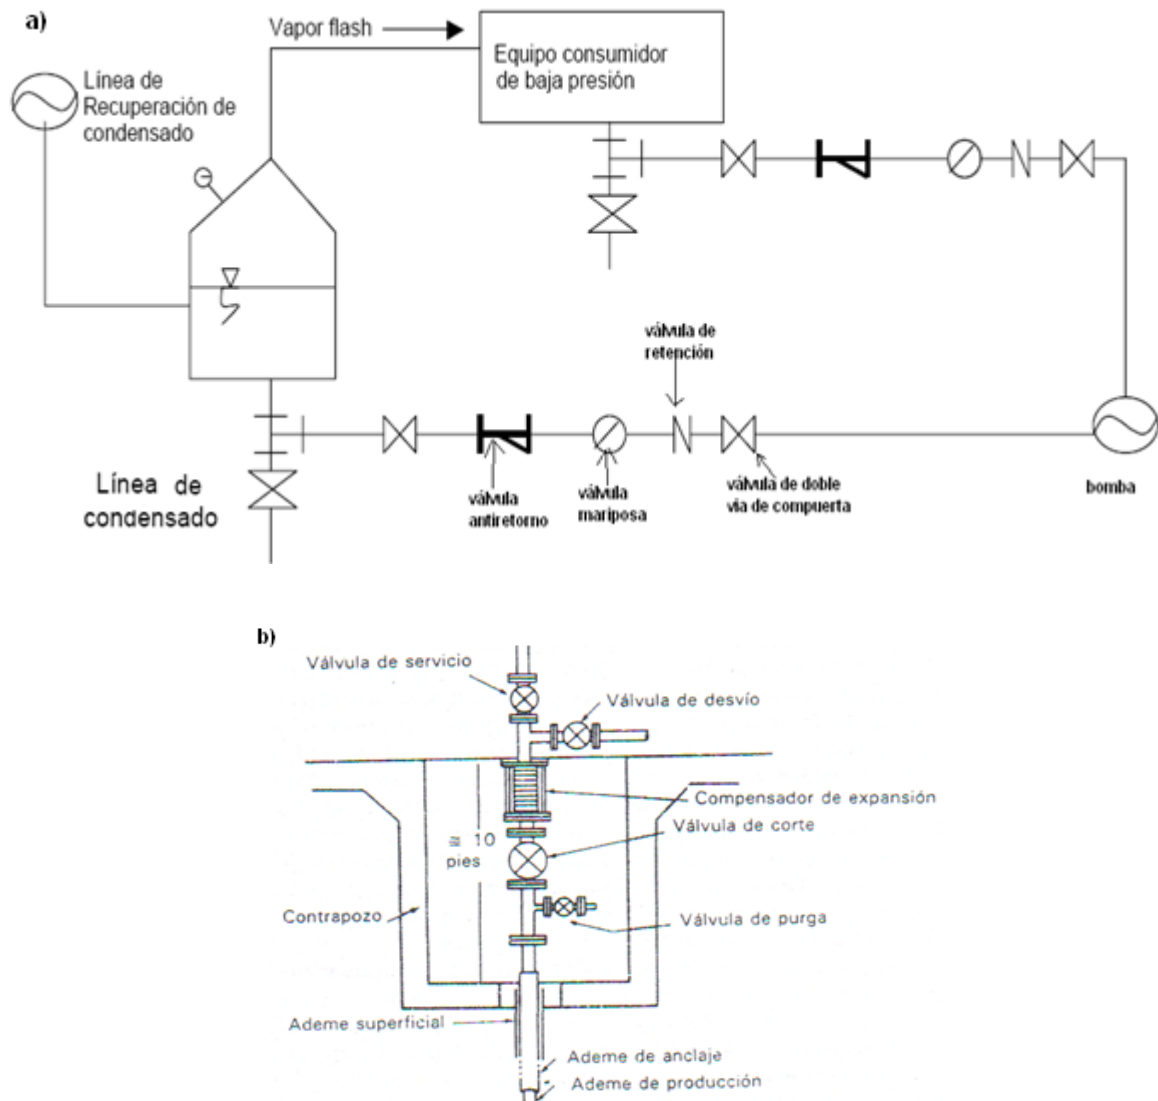 a)
Vapor flash
Equipo consumidor
de baja presión
Línea de
Recuperación de
condensado
válvula de
retención
Línea de
condensado
válvula
antiretorno
válvula
mariposa
válvula de doble
via de compuerta
bomba
b)
Válvula de servicio
Válvula de desvío
Compensador de expansión
Válvula de corte
≅ 10
pies
Contrapozo
Válvula de purga
Ademe superficial
Ademe de anclaje
Ademe de producción